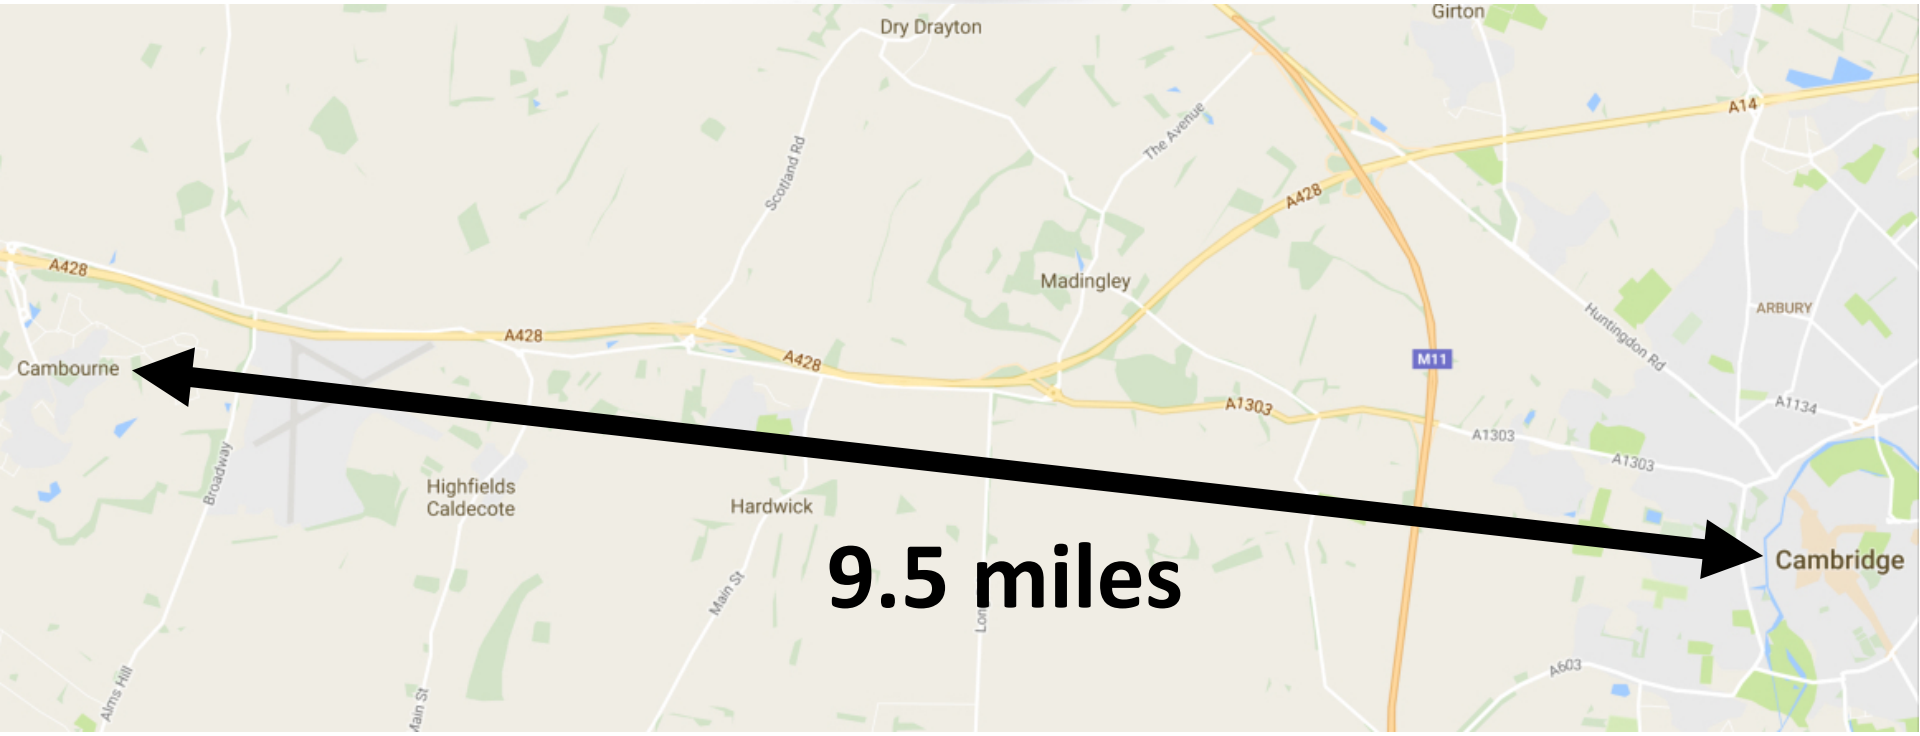 Girton
Dry Drayton
A14
The Avenue
Scotland Rd
A428
A428
Madingley
ARBURY
Huntingdon Rd
A428
A428
M11
Cambourne
A1303
A1134
A1303
A1303
Broadway
Highfields
Caldecote
Hardwick
Cambridge
9.5 miles
Main St
A603
Alms Hill
Main St